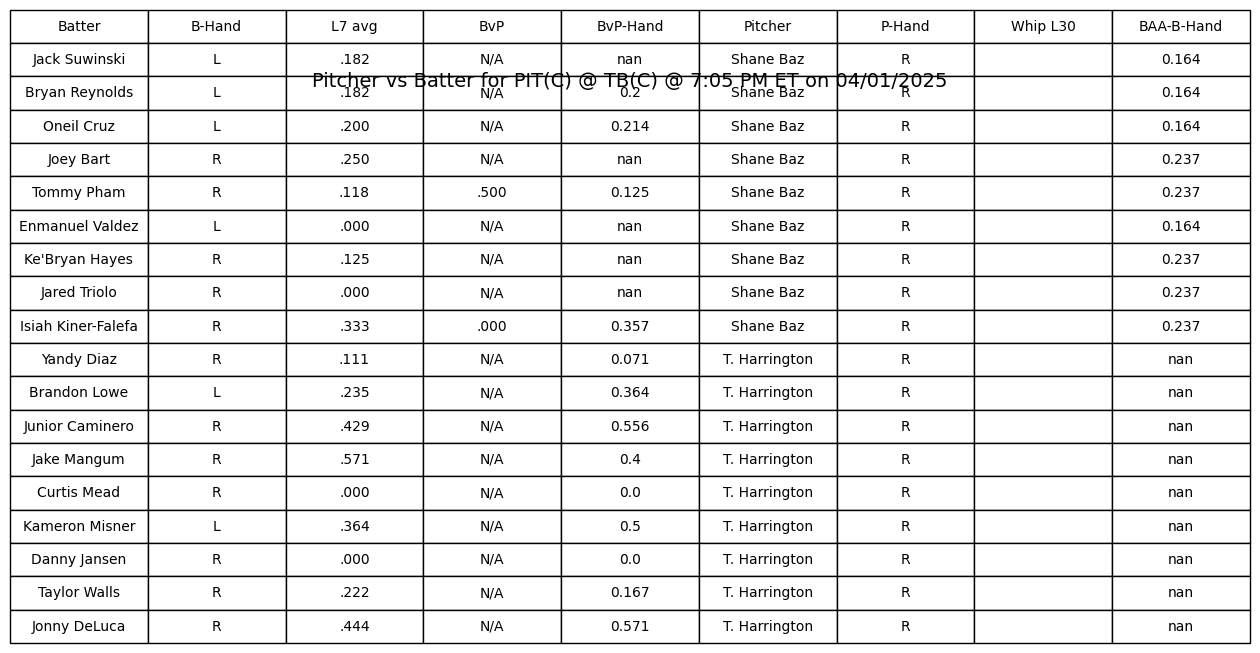 Batter B-Hand L7 avg BvP BvP-Hand Pitcher P-Hand Whip L30 BAA-B-Hand
Jack Suwinski L .182 N/A nan Shane Baz R 0.164
Pitcher vs Batter for PIT(C) @ TB(C) @ 7:05 PM ET on 04/01/2025
Bryan Reynolds L .182 N/A 0.2 Shane Baz R 0.164
Oneil Cruz L .200 N/A 0.214 Shane Baz R 0.164
Joey Bart R .250 N/A nan Shane Baz R 0.237
Tommy Pham R .118 .500 0.125 Shane Baz R 0.237
Enmanuel Valdez L .000 N/A nan Shane Baz R 0.164
Ke'Bryan Hayes R .125 N/A nan Shane Baz R 0.237
Jared Triolo R .000 N/A nan Shane Baz R 0.237
Isiah Kiner-Falefa R .333 .000 0.357 Shane Baz R 0.237
Yandy Diaz R .111 N/A 0.071 T. Harrington R nan
Brandon Lowe L .235 N/A 0.364 T. Harrington R nan
Junior Caminero R .429 N/A 0.556 T. Harrington R nan
Jake Mangum R .571 N/A 0.4 T. Harrington R nan
Curtis Mead R .000 N/A 0.0 T. Harrington R nan
Kameron Misner L .364 N/A 0.5 T. Harrington R nan
Danny Jansen R .000 N/A 0.0 T. Harrington R nan
Taylor Walls R .222 N/A 0.167 T. Harrington R nan
Jonny DeLuca R .444 N/A 0.571 T. Harrington R nan